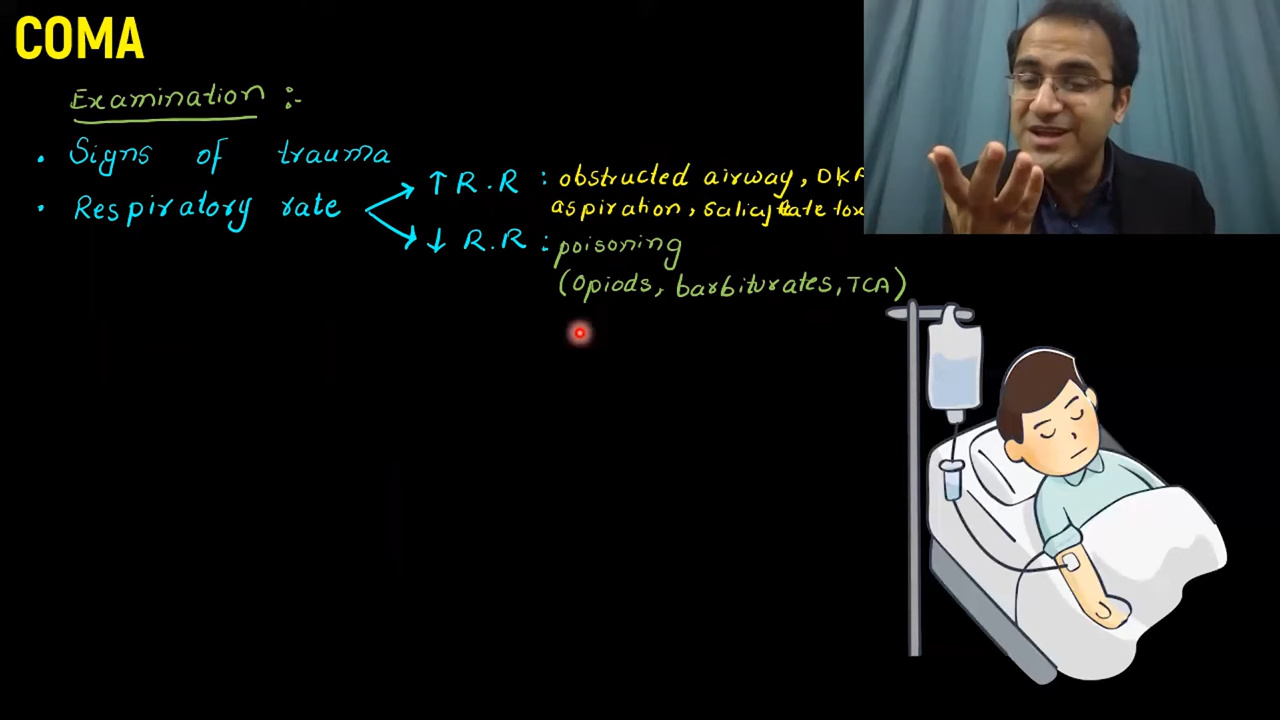 COMA
Examination :-
• Signs of trauma
• Respiratory rate
↑ R.R : obstructed airway, DKA
aspiration, salicylate tox
↓ R.R : poisoning
(Opiods, barbiturates, TCA)